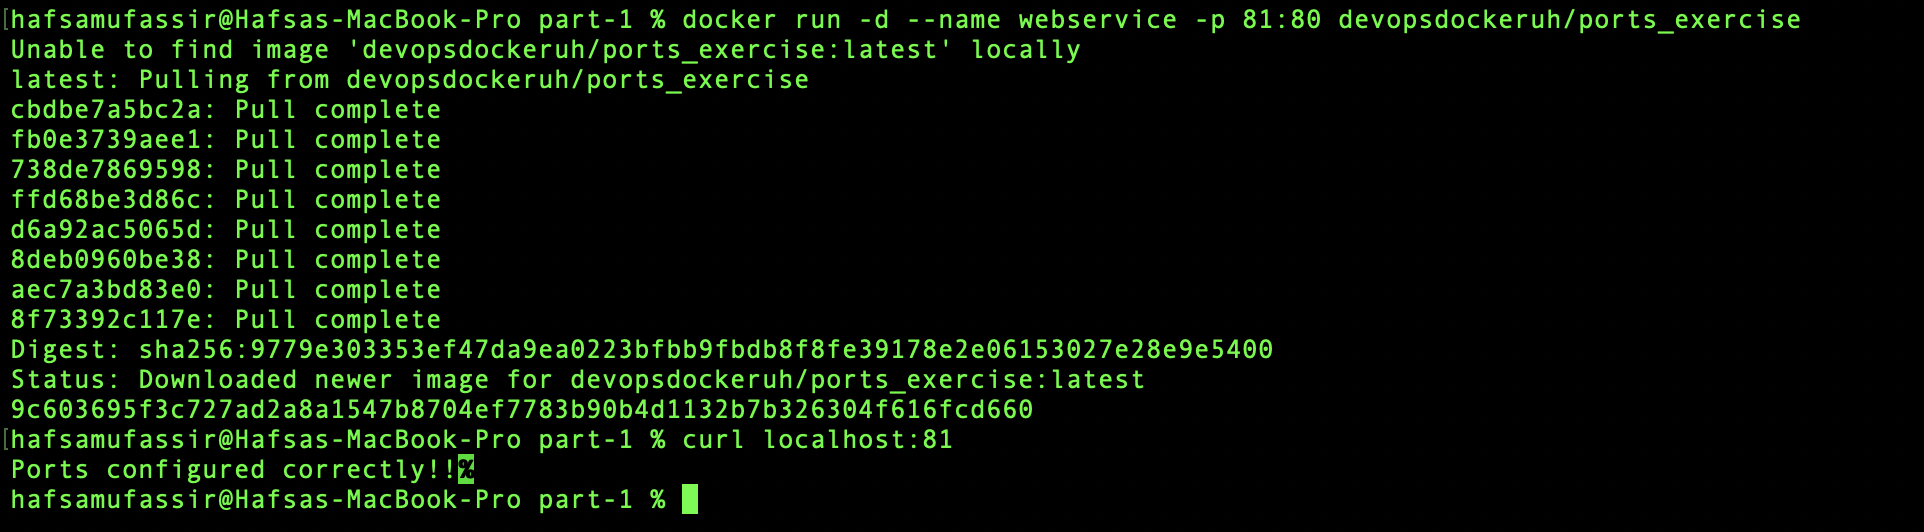 [hafsamufassir@Hafsas-MacBook-Pro part-1 % docker run -d --name webservice -p 81:80 devopsdockeruh/ports_exercise
Unable to find image 'devopsdockeruh/ports_exercise:latest' locally
latest: Pulling from devopsdockeruh/ports_exercise
cbdbe7a5bc2a: Pull complete
fb0e3739aee1: Pull complete
738de7869598: Pull complete
ffd68be3d86c: Pull complete
d6a92ac5065d: Pull complete
8deb0960be38: Pull complete
aec7a3bd83e0: Pull complete
8f73392c117e: Pull complete
Digest: sha256:9779e303353ef47da9ea0223bfbb9fbdb8f8fe39178e2e06153027e28e9e5400
Status: Downloaded newer image for devopsdockeruh/ports_exercise:latest
9c603695f3c727ad2a8a1547b8704ef7783b90b4d1132b7b326304f616fcd660
[hafsamufassir@Hafsas-MacBook-Pro part-1 % curl localhost:81
Ports configured correctly!!%
hafsamufassir@Hafsas-MacBook-Pro part-1 %